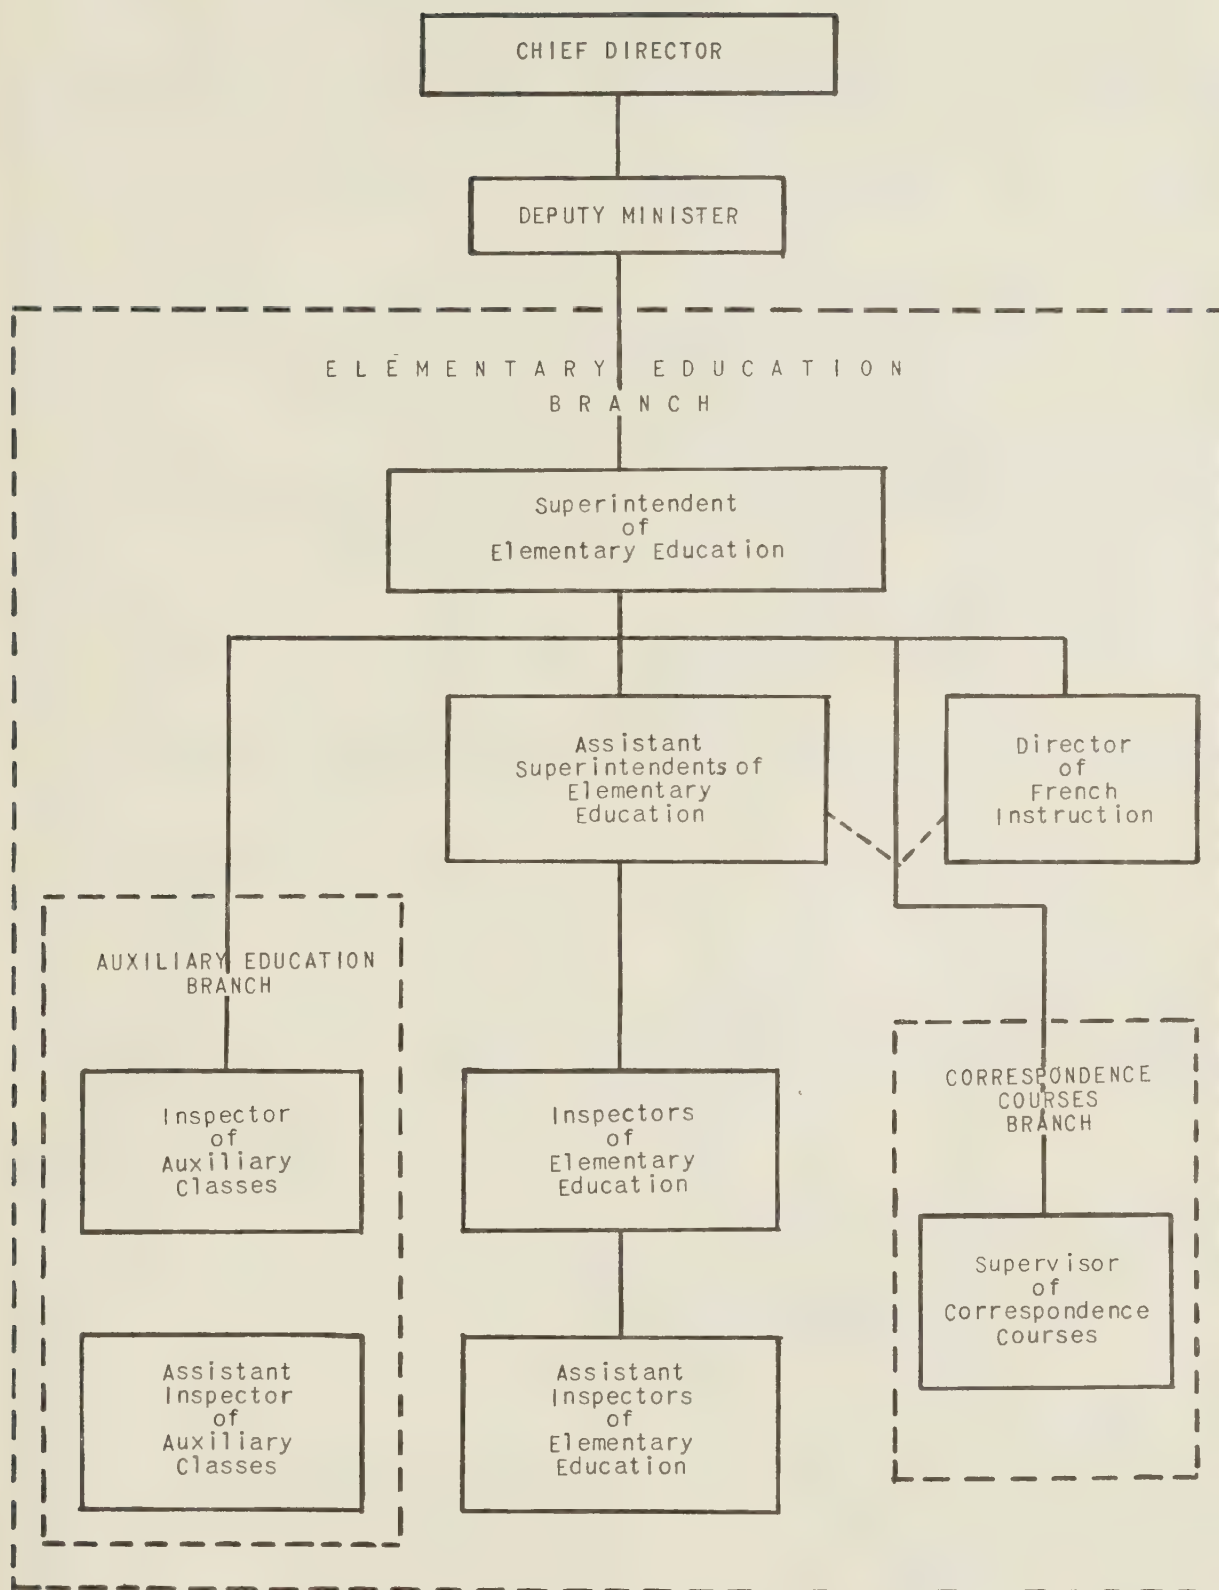 CHIEF DIRECTOR
DEPUTY MINISTER
ELEMENTARY EDUCATION
BRANCH
Superintendent
of
Elementary Education
Assistant
Superintendents of
Elementary
Education
Director
of
French
Instruction
AUXILIARY EDUCATION
BRANCH
CORRESPONDENCE
COURSES
BRANCH
Inspector
of
Auxiliary
Classes
Inspectors
of
Elementary
Education
Supervisor
of
Correspondence
Courses
Assistant
Inspector
of
Auxiliary
Classes
Assistant
Inspectors
of
Elementary
Education